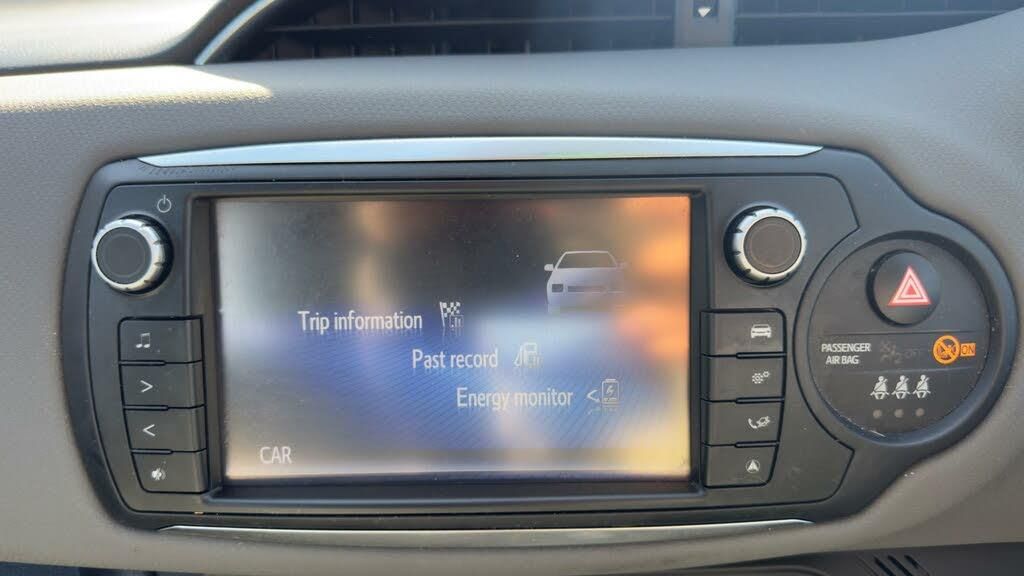 Trip information
Past record
Energy monitor
CAR
PASSENGER
AIR BAG
OFF
ON